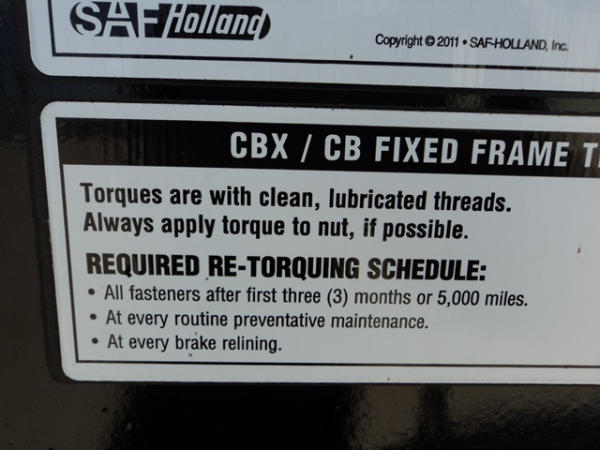 SAF Holland
Copyright © 2011 • SAF-HOLLAND, Inc.
CBX / CB FIXED FRAME
Torques are with clean, lubricated threads.
Always apply torque to nut, if possible.
REQUIRED RE-TORQUING SCHEDULE:
• All fasteners after first three (3) months or 5,000 miles.
• At every routine preventative maintenance.
• At every brake relining.